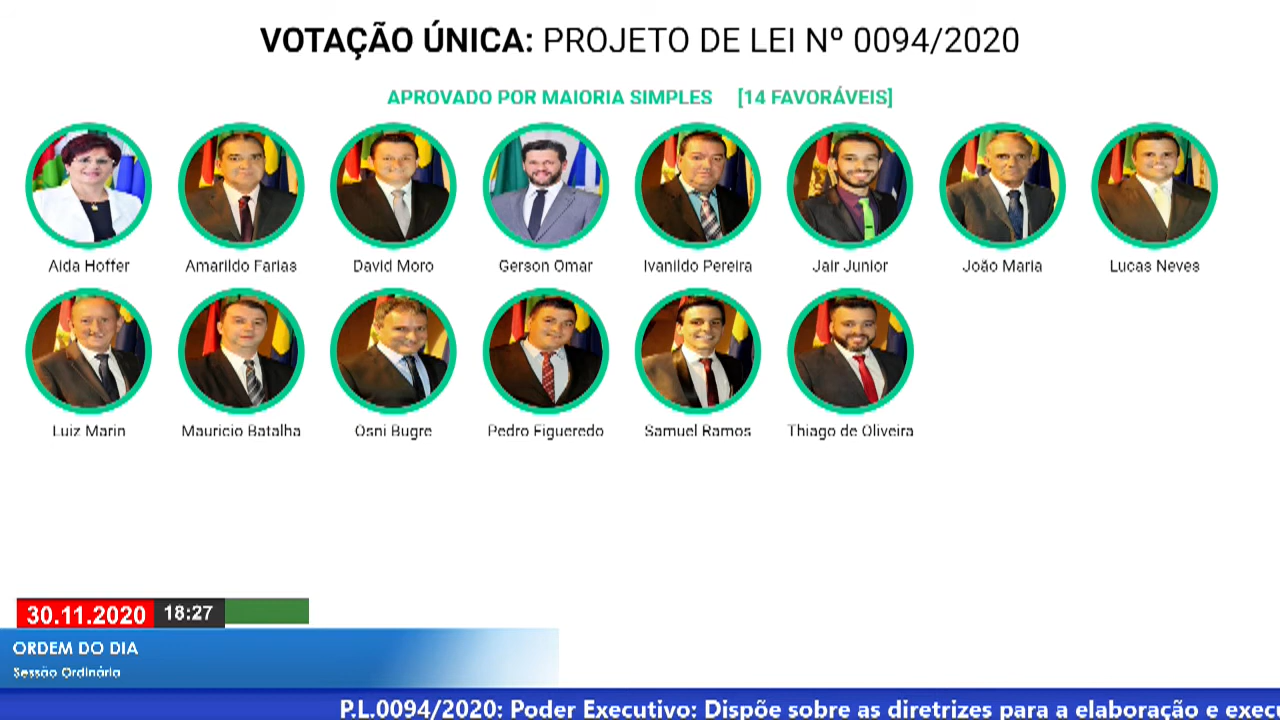 VOTAÇÃO ÚNICA: PROJETO DE LEI Nº 0094/2020
APROVADO POR MAIORIA SIMPLES [14 FAVORÁVEIS]
Aida Hoffer Amarildo Farias David Moro Gerson Omar Ivanildo Pereira Jair Junior João Maria Lucas Neves
Luiz Marin Mauricio Batalha Osni Bugre Pedro Figueredo Samuel Ramos Thiago de Oliveira
30.11.2020 18:27
ORDEM DO DIA
Sessão Ordinária
P.L.0094/2020: Poder Executivo: Dispõe sobre as diretrizes para a elaboração e exec